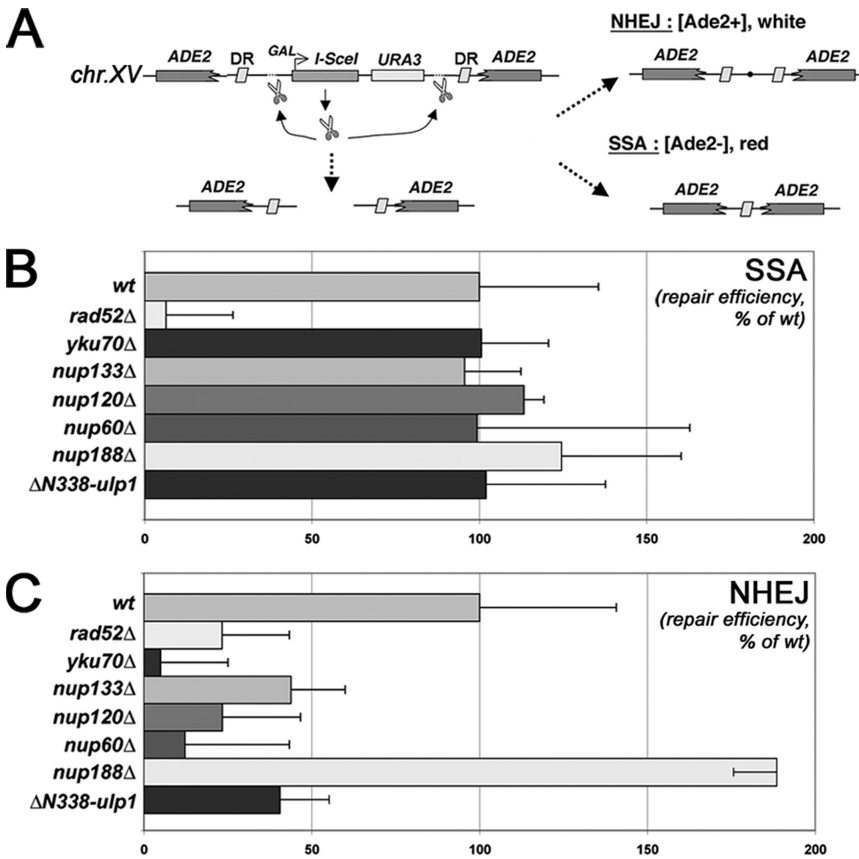 A
NHEJ : [Ade2+], white
ADE2 DR GAL I-SceI URA3 DR ADE2
ADE2 ADE2
chr.XV
SSA : [Ade2-], red
ADE2 ADE2
ADE2 ADE2
B
SSA
(repair efficiency,
% of wt)
wt
rad52Δ
yku70Δ
nup133Δ
nup120Δ
nup60Δ
nup188Δ
ΔN338-ulp1
0 50 100 150 200
C
NHEJ
(repair efficiency,
% of wt)
wt
rad52Δ
yku70Δ
nup133Δ
nup120Δ
nup60Δ
nup188Δ
ΔN338-ulp1
0 50 100 150 200